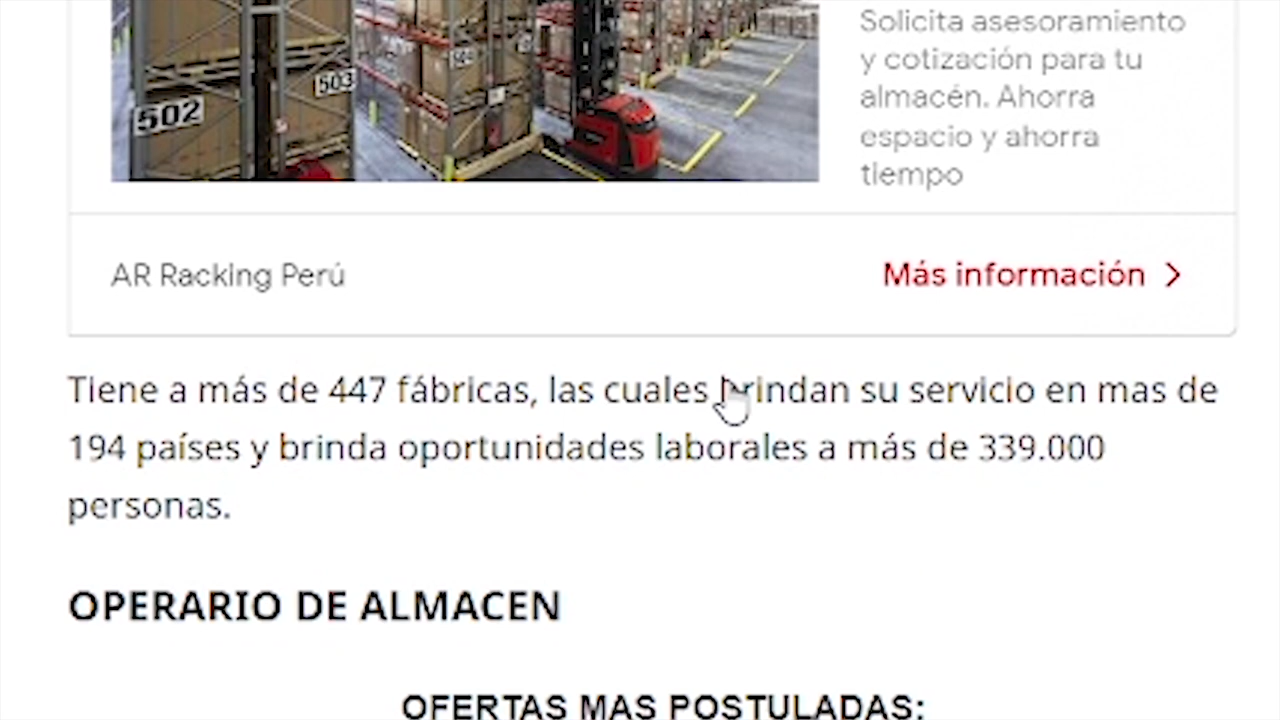 502
503
504
Solicita asesoramiento
y cotización para tu
almacén. Ahorra
espacio y ahorra
tiempo
AR Racking Perú
Más información
Tiene a más de 447 fábricas, las cuales brindan su servicio en mas de
194 países y brinda oportunidades laborales a más de 339.000
personas.
OPERARIO DE ALMACEN
OFERTAS MAS POSTULADAS: